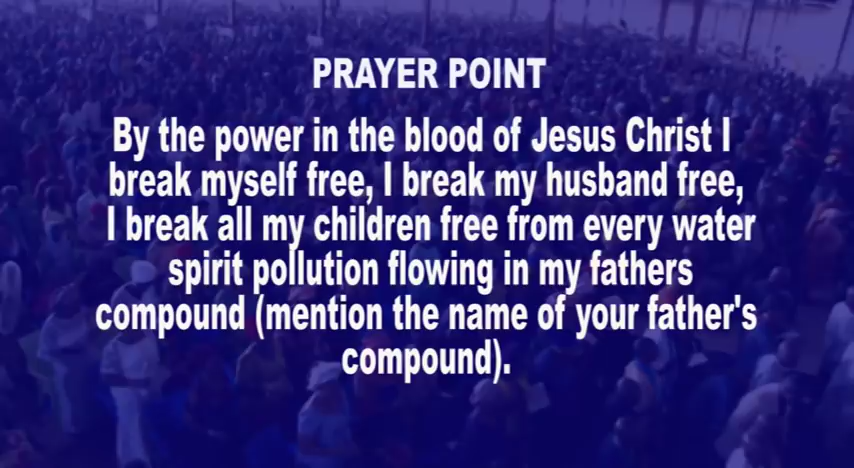 PRAYER POINT
By the power in the blood of Jesus Christ I
break myself free, I break my husband free,
I break all my children free from every water
spirit pollution flowing in my fathers
compound (mention the name of your father's
compound).